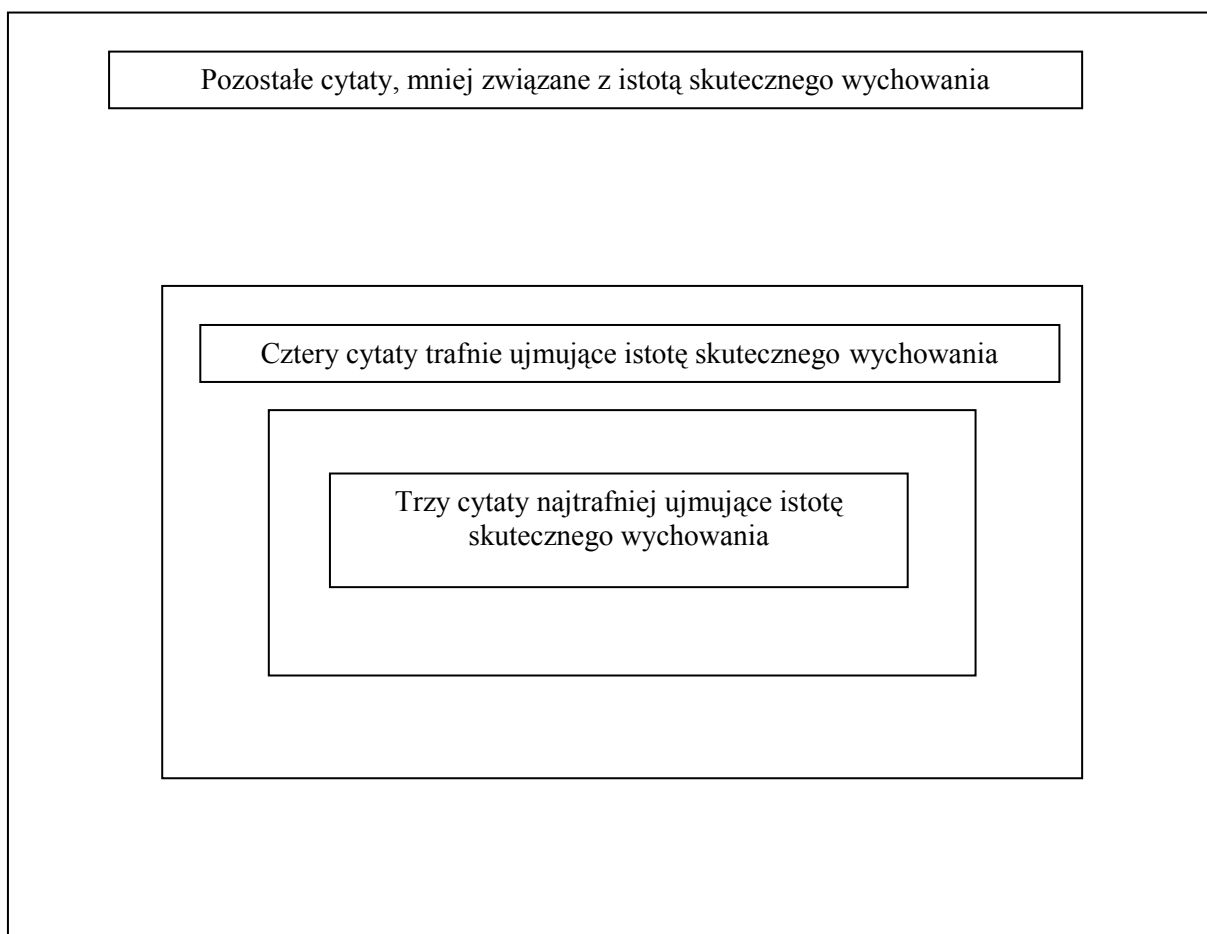 Pozostałe cytaty, mniej związane z istotą skutecznego wychowania
Cztery cytaty trafnie ujmujące istotę skutecznego wychowania
Trzy cytaty najtrafniej ujmujące istotę
skutecznego wychowania